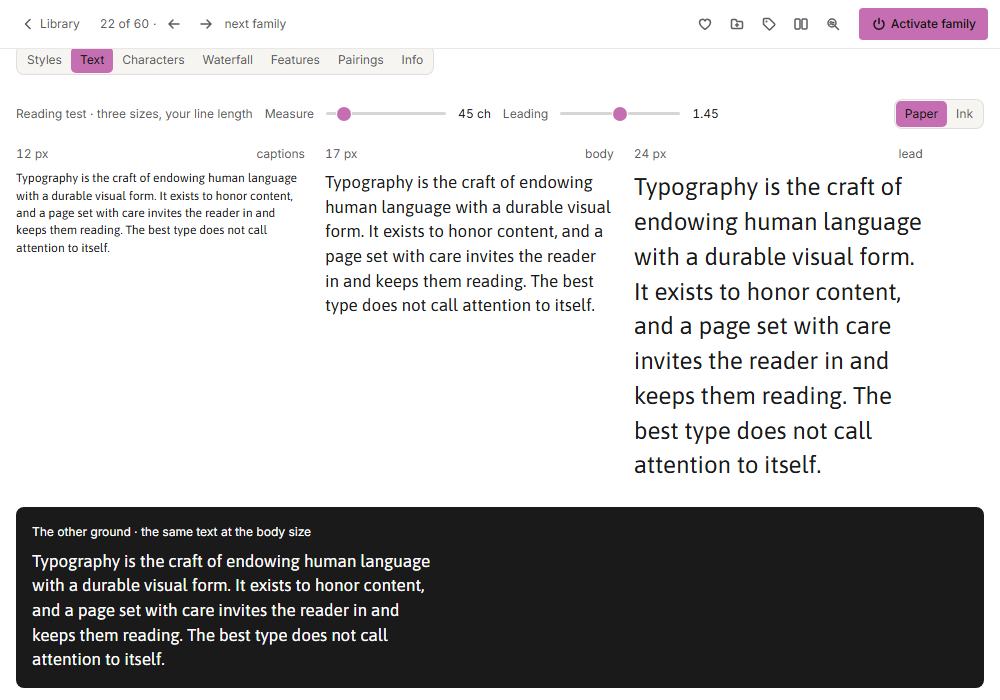 Library 22 of 60 · next family Activate family
Styles Text Characters Waterfall Features Pairings Info
Reading test · three sizes, your line length Measure 45 ch Leading 1.45 Paper Ink
12 px captions
Typography is the craft of endowing human language
with a durable visual form. It exists to honor content,
and a page set with care invites the reader in and
keeps them reading. The best type does not call
attention to itself.
17 px body
Typography is the craft of endowing
human language with a durable visual
form. It exists to honor content, and a
page set with care invites the reader
in and keeps them reading. The best
type does not call attention to itself.
24 px lead
Typography is the craft of
endowing human language
with a durable visual form.
It exists to honor content,
and a page set with care
invites the reader in and
keeps them reading. The
best type does not call
attention to itself.
The other ground · the same text at the body size
Typography is the craft of endowing human language
with a durable visual form. It exists to honor content,
and a page set with care invites the reader in and
keeps them reading. The best type does not call
attention to itself.